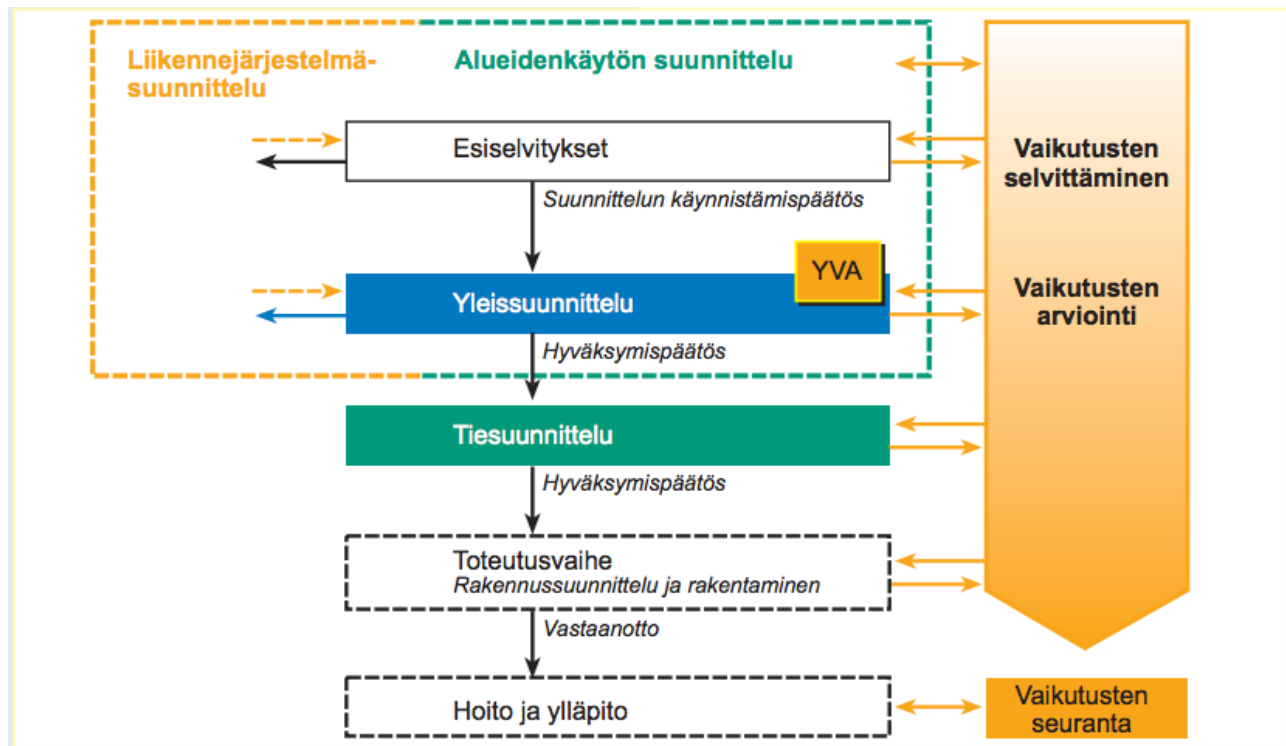 Liikennejärjestelmä-
suunnittelu
Alueidenkäytön suunnittelu
Esiselvitykset
Suunnittelun käynnistämispäätös
YVA
Yleissuunnittelu
Hyväksymispäätös
Tiesuunnittelu
Hyväksymispäätös
Toteutusvaihe
Rakennussuunnittelu ja rakentaminen
Vastaanotto
Hoito ja ylläpito
Vaikutusten
selvittäminen
Vaikutusten
arviointi
Vaikutusten
seuranta